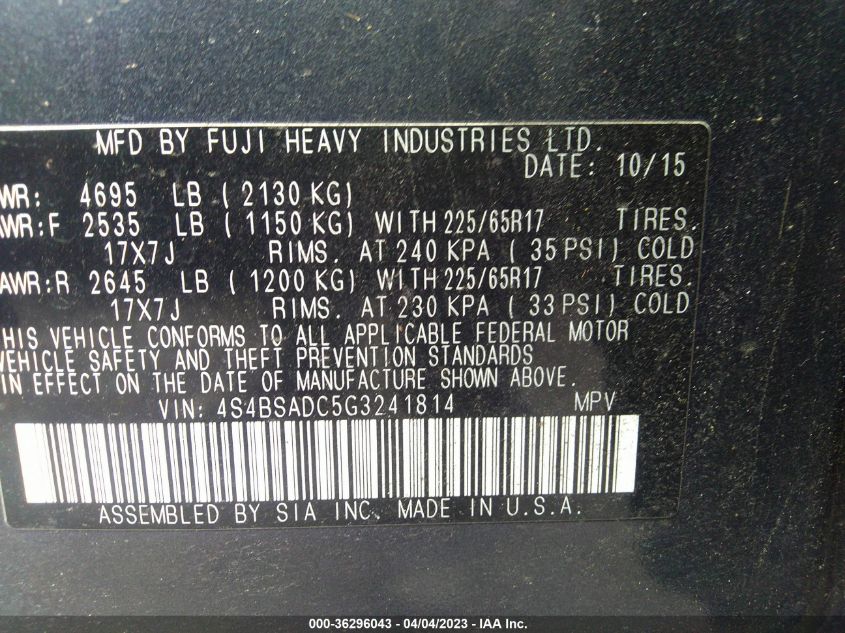 MFD BY FUJI HEAVY INDUSTRIES LTD.
DATE: 10/15
WR: 4695 LB ( 2130 KG)
AWR:F 2535 LB ( 1150 KG) WITH 225/65R17 TIRES.
17X7J RIMS. AT 240 KPA ( 35 PSI) COLD
AWR:R 2645 LB ( 1200 KG) WITH 225/65R17 TIRES.
17X7J RIMS. AT 230 KPA ( 33 PSI) COLD
HIS VEHICLE CONFORMS TO ALL APPLICABLE FEDERAL MOTOR
VEHICLE SAFETY AND THEFT PREVENTION STANDARDS
IN EFFECT ON THE DATE OF MANUFACTURE SHOWN ABOVE.
VIN: 4S4BSADC5G3241814 MPV
ASSEMBLED BY SIA INC. MADE IN U.S.A.
000-36296043 - 04/04/2023 - IAA Inc.